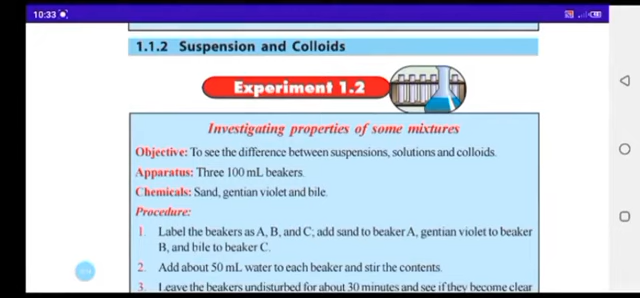 10:33
1.1.2 Suspension and Colloids
Experiment 1.2
Investigating properties of some mixtures
Objective: To see the difference between suspensions, solutions and colloids.
Apparatus: Three 100 mL beakers.
Chemicals: Sand, gentian violet and bile.
Procedure:
1. Label the beakers as A, B, and C; add sand to beaker A, gentian violet to beaker
B, and bile to beaker C.
2. Add about 50 mL water to each beaker and stir the contents.
3. Leave the beakers undisturbed for about 30 minutes and see if they become clear